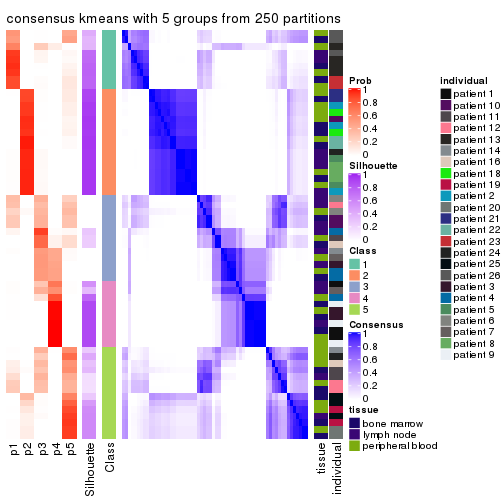 consensus kmeans with 5 groups from 250 partitions
Prob
1
0.8
0.6
0.4
0.2
0
Silhouette
1
0.8
0.6
0.4
0.2
0
Class
1
2
3
4
5
Consensus
1
0.8
0.6
0.4
0.2
0
tissue
bone marrow
lymph node
peripheral blood
individual
patient 1
patient 10
patient 11
patient 12
patient 13
patient 14
patient 16
patient 18
patient 19
patient 2
patient 20
patient 21
patient 22
patient 23
patient 24
patient 25
patient 26
patient 3
patient 4
patient 5
patient 6
patient 7
patient 8
patient 9
p1
p2
p3
p4
p5
Silhouette
Class
tissue
individual